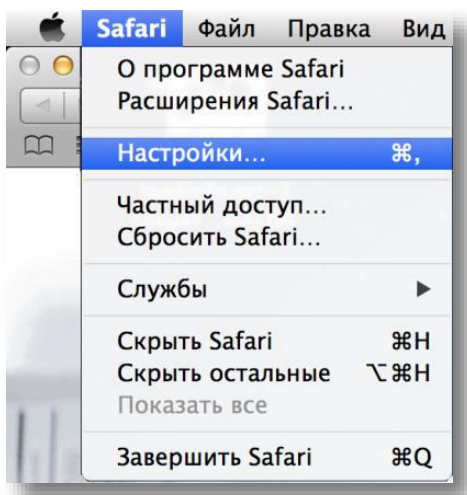 Safari Файл Правка Вид
О программе Safari
Расширения Safari...
Настройки... ⌘,
Частный доступ...
Сбросить Safari...
Службы ▶
Скрыть Safari ⌘H
Скрыть остальные ⌥⌘H
Показать все
Завершить Safari ⌘Q